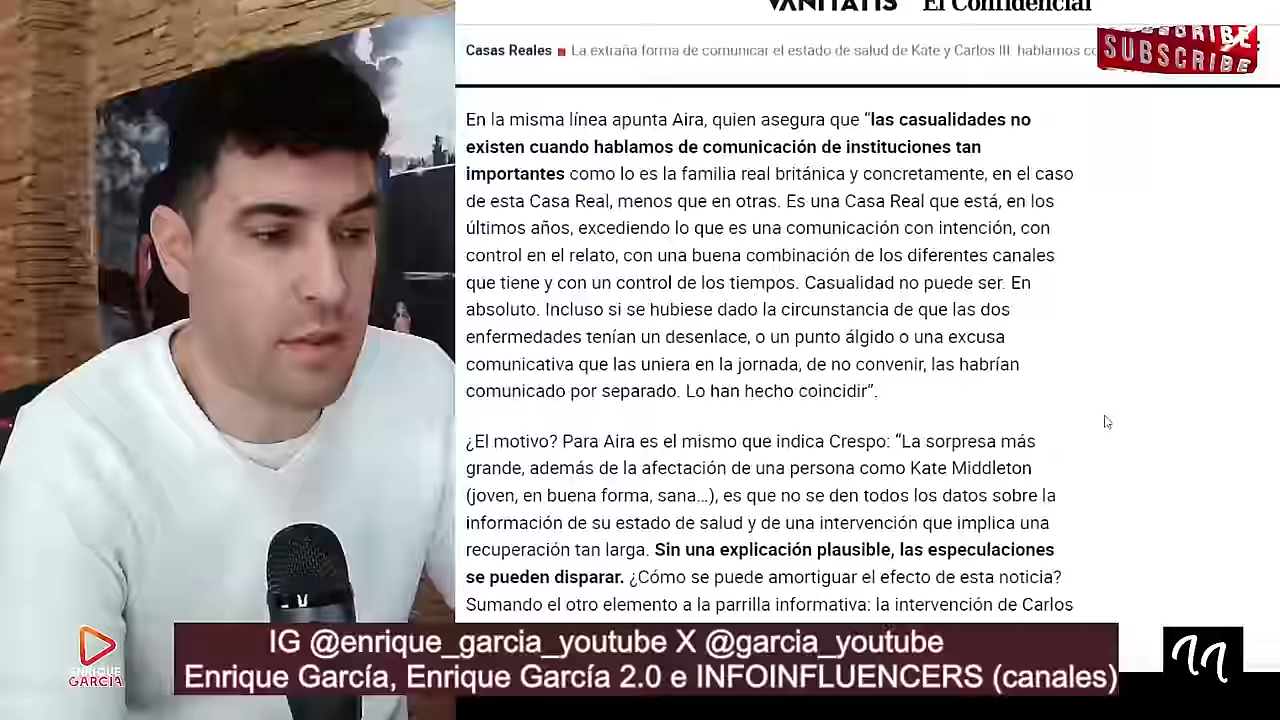 VANITATIS El Confidencial
Casas Reales ■ La extraña forma de comunicar el estado de salud de Kate y Carlos III: hablamos
SUBSCRIBE
SUBSCRIBE
En la misma línea apunta Aira, quien asegura que “las casualidades no
existen cuando hablamos de comunicación de instituciones tan
importantes como lo es la familia real británica y concretamente, en el caso
de esta Casa Real, menos que en otras. Es una Casa Real que está, en los
últimos años, excediendo lo que es una comunicación con intención, con
control en el relato, con una buena combinación de los diferentes canales
que tiene y con un control de los tiempos. Casualidad no puede ser. En
absoluto. Incluso si se hubiese dado la circunstancia de que las dos
enfermedades tenían un desenlace, o un punto álgido o una excusa
comunicativa que las uniera en la jornada, de no convenir, las habrían
comunicado por separado. Lo han hecho coincidir”.
¿El motivo? Para Aira es el mismo que indica Crespo: “La sorpresa más
grande, además de la afectación de una persona como Kate Middleton
(joven, en buena forma, sana...), es que no se den todos los datos sobre la
información de su estado de salud y de una intervención que implica una
recuperación tan larga. Sin una explicación plausible, las especulaciones
se pueden disparar. ¿Cómo se puede amortiguar el efecto de esta noticia?
Sumando el otro elemento a la parrilla informativa: la intervención de Carlos
IG @enrique_garcia_youtube X @garcia_youtube
Enrique García, Enrique García 2.0 e INFOINFLUENCERS (canales)
ENRIQUE
GARCÍA